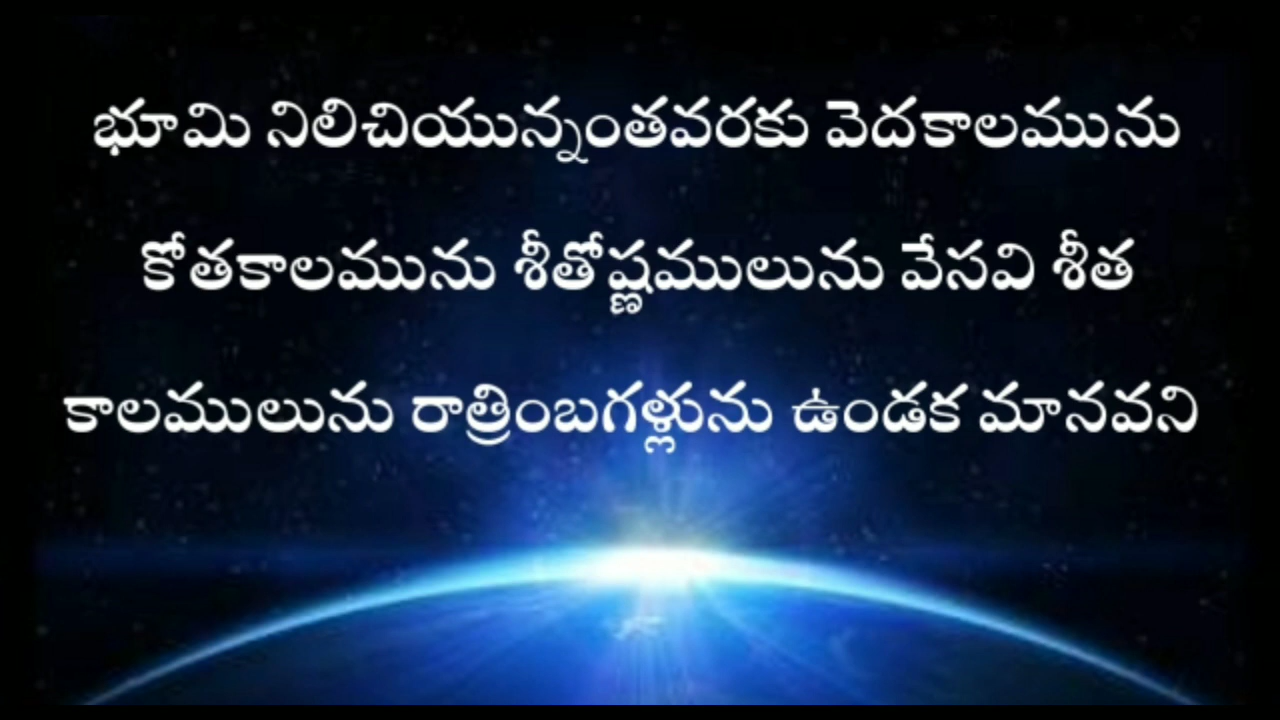 భూమి నిలిచియున్నంతవరకు వెదకాలమును
కోతకాలమును శీతోష్ణములును వేసవి శీత
కాలములును రాత్రింబగళ్లును ఉండక మానవని